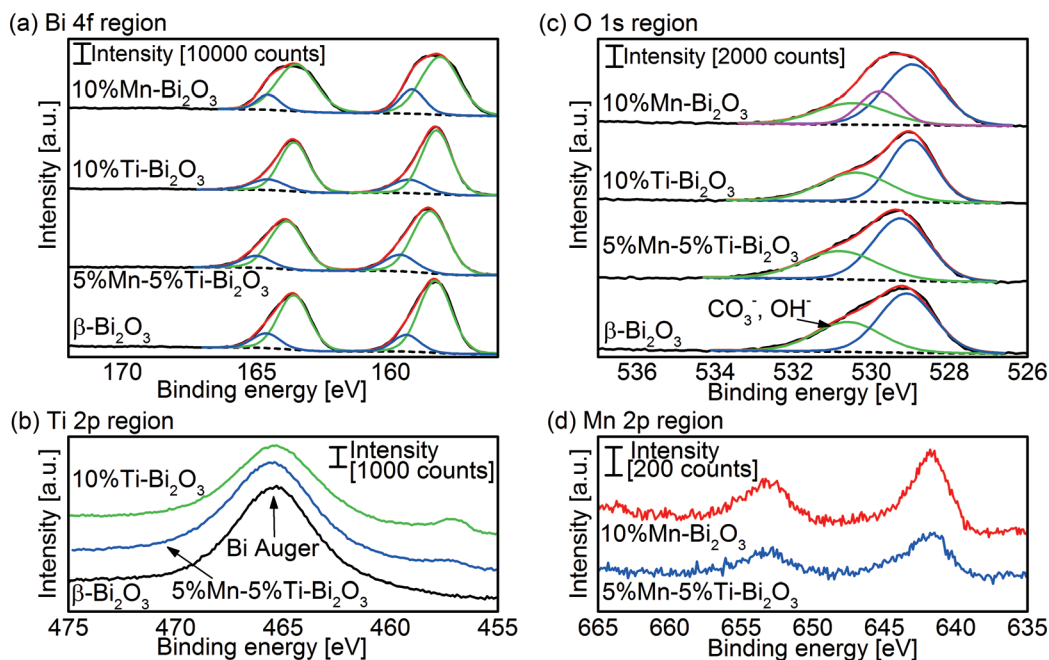 (a) Bi 4f region
Intensity [10000 counts]
10%Mn-Bi₂O₃
10%Ti-Bi₂O₃
5%Mn-5%Ti-Bi₂O₃
β-Bi₂O₃
Intensity [a.u.]
170 165 160
Binding energy [eV]
(c) O 1s region
Intensity [2000 counts]
10%Mn-Bi₂O₃
10%Ti-Bi₂O₃
5%Mn-5%Ti-Bi₂O₃
CO₃⁻, OH⁻
β-Bi₂O₃
Intensity [a.u.]
536 534 532 530 528 526
Binding energy [eV]
(b) Ti 2p region
Intensity
[1000 counts]
10%Ti-Bi₂O₃
Bi Auger
5%Mn-5%Ti-Bi₂O₃
β-Bi₂O₃
Intensity [a.u.]
475 470 465 460 455
Binding energy [eV]
(d) Mn 2p region
Intensity
[200 counts]
10%Mn-Bi₂O₃
5%Mn-5%Ti-Bi₂O₃
Intensity [a.u.]
665 660 655 650 645 640 635
Binding energy [eV]